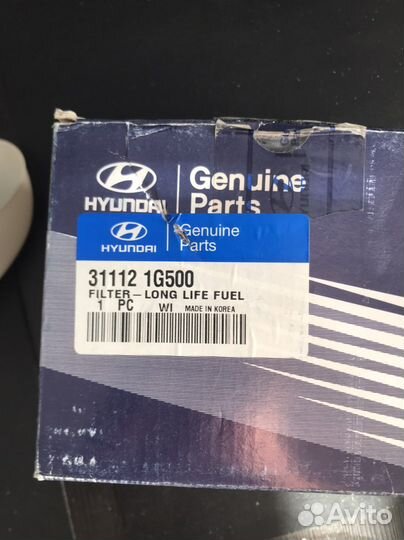 HYUNDAI
Genuine
Parts
HYUNDAI
Genuine
Parts
31112 1G500
FILTER-LONG LIFE FUEL
1 PC WI MADE IN KOREA
Avito